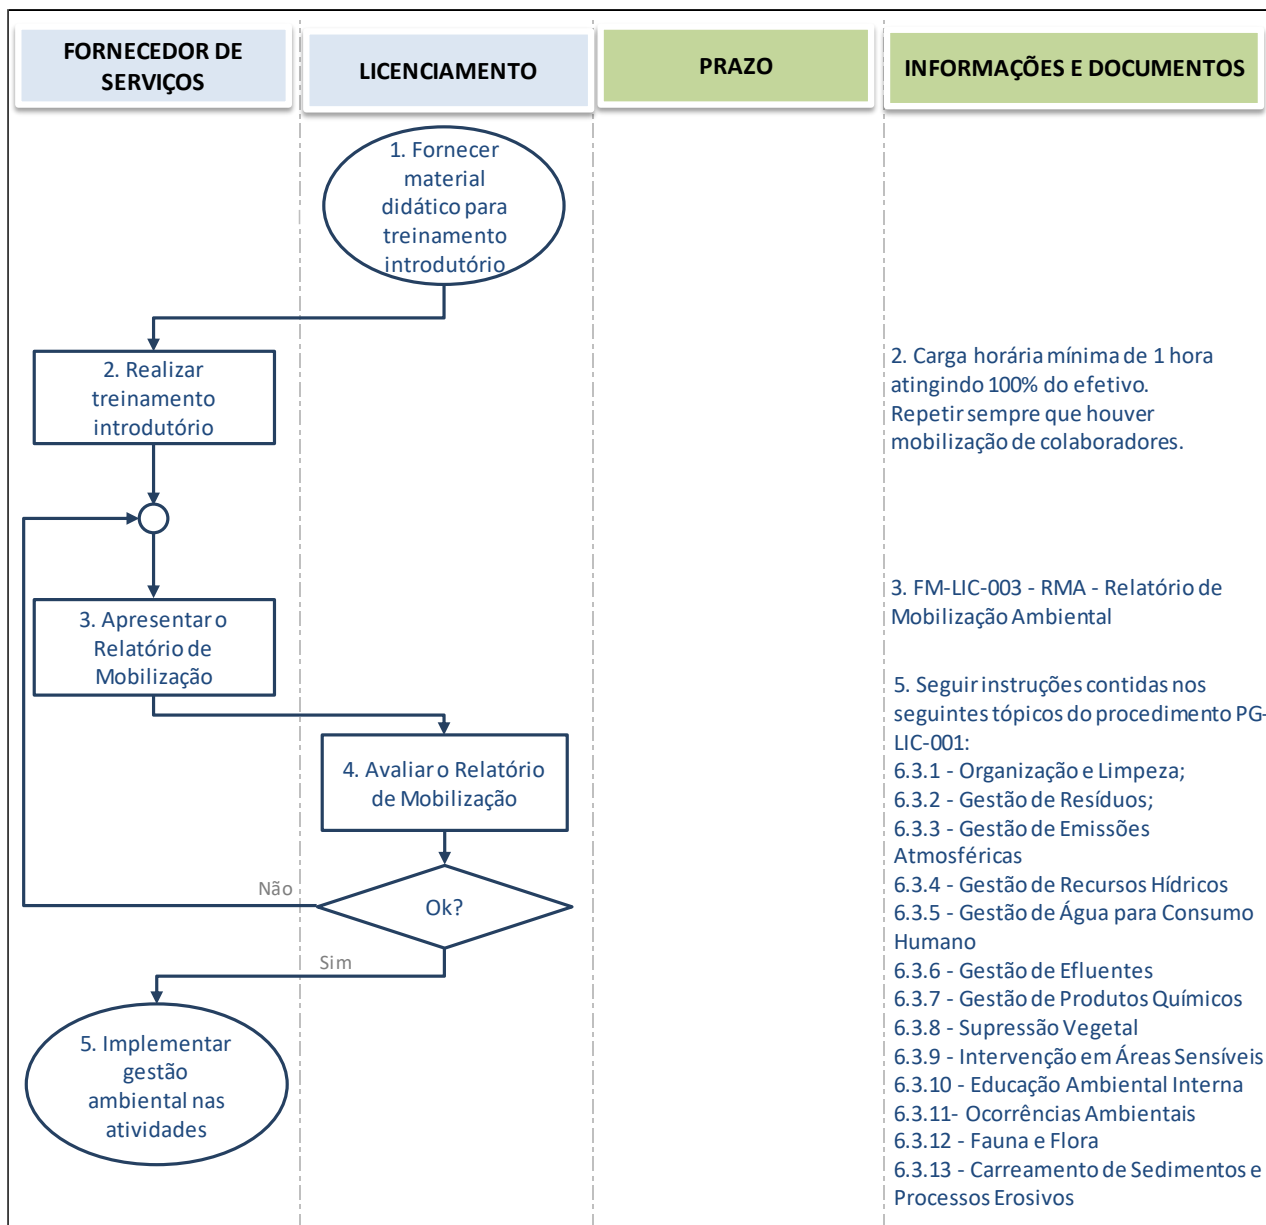 FORNECEDOR DE
SERVIÇOS
LICENCIAMENTO
PRAZO
INFORMAÇÕES E DOCUMENTOS
1. Fornecer
material
didático para
treinamento
introdutório
2. Realizar
treinamento
introdutório
2. Carga horária mínima de 1 hora
atingindo 100% do efetivo.
Repetir sempre que houver
mobilização de colaboradores.
3. Apresentar o
Relatório de
Mobilização
3. FM-LIC-003 - RMA - Relatório de
Mobilização Ambiental
4. Avaliar o Relatório
de Mobilização
Ok?
Não
Sim
5. Implementar
gestão
ambiental nas
atividades
5. Seguir instruções contidas nos
seguintes tópicos do procedimento PG-
LIC-001:
6.3.1 - Organização e Limpeza;
6.3.2 - Gestão de Resíduos;
6.3.3 - Gestão de Emissões
Atmosféricas
6.3.4 - Gestão de Recursos Hídricos
6.3.5 - Gestão de Água para Consumo
Humano
6.3.6 - Gestão de Efluentes
6.3.7 - Gestão de Produtos Químicos
6.3.8 - Supressão Vegetal
6.3.9 - Intervenção em Áreas Sensíveis
6.3.10 - Educação Ambiental Interna
6.3.11- Ocorrências Ambientais
6.3.12 - Fauna e Flora
6.3.13 - Carreamento de Sedimentos e
Processos Erosivos